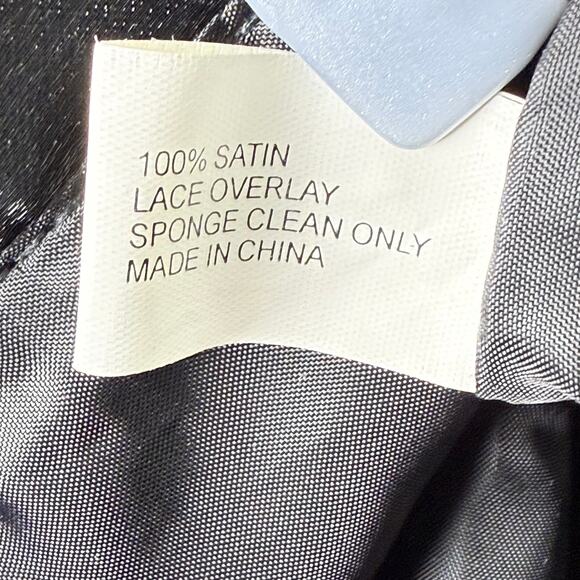 100% SATIN
LACE OVERLAY
SPONGE CLEAN ONLY
MADE IN CHINA